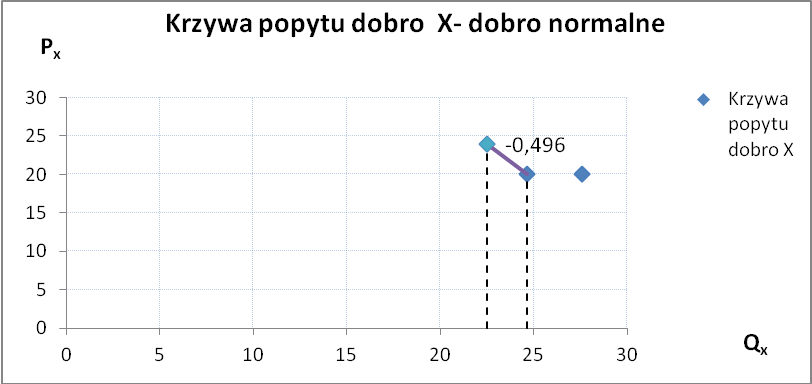 Krzywa popytu dobro X- dobro normalne
Px
30
25
20
15
10
5
0
-0,496
0 5 10 15 20 25 30
Qx
Krzywa
popytu
dobro X